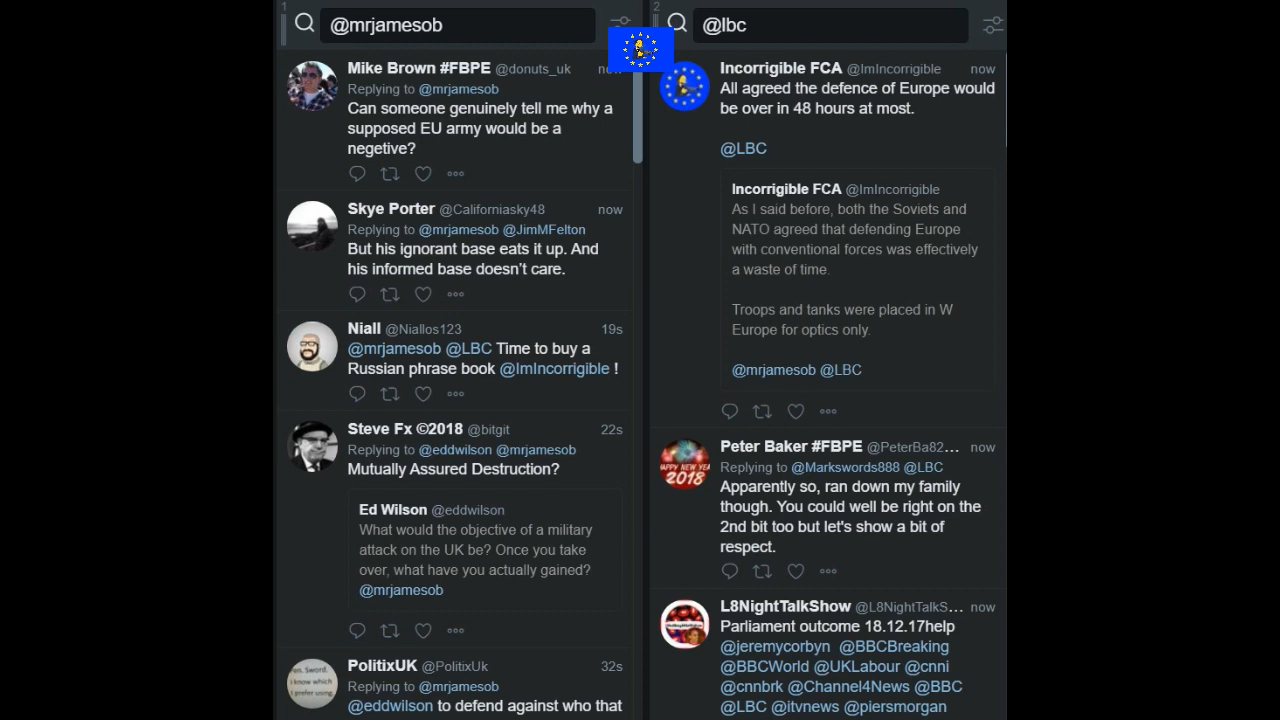 1
@mrjamesob
Mike Brown #FBPE @donuts_uk now
Replying to @mrjamesob
Can someone genuinely tell me why a
supposed EU army would be a
negetive?
Skye Porter @Californiasky48 now
Replying to @mrjamesob @JimMFelton
But his ignorant base eats it up. And
his informed base doesn't care.
Niall @Niallos123 19s
@mrjamesob @LBC Time to buy a
Russian phrase book @ImIncorrigible !
Steve Fx ©2018 @bitgit 22s
Replying to @eddwilson @mrjamesob
Mutually Assured Destruction?
Ed Wilson @eddwilson
What would the objective of a military
attack on the UK be? Once you take
over, what have you actually gained?
@mrjamesob
PolitixUK @PolitixUk 32s
Replying to @mrjamesob
@eddwilson to defend against who that
2
@lbc
Incorrigible FCA @ImIncorrigible now
All agreed the defence of Europe would
be over in 48 hours at most.
@LBC
Incorrigible FCA @ImIncorrigible
As I said before, both the Soviets and
NATO agreed that defending Europe
with conventional forces was effectively
a waste of time.
Troops and tanks were placed in W
Europe for optics only.
@mrjamesob @LBC
Peter Baker #FBPE @PeterBa82... now
Replying to @Markswords888 @LBC
Apparently so, ran down my family
though. You could well be right on the
2nd bit too but let's show a bit of
respect.
L8NightTalkShow @L8NightTalkS... now
Parliament outcome 18.12.17help
@jeremycorbyn @BBCBreaking
@BBCWorld @UKLabour @cnni
@cnnbrk @Channel4News @BBC
@LBC @itvnews @piersmorgan